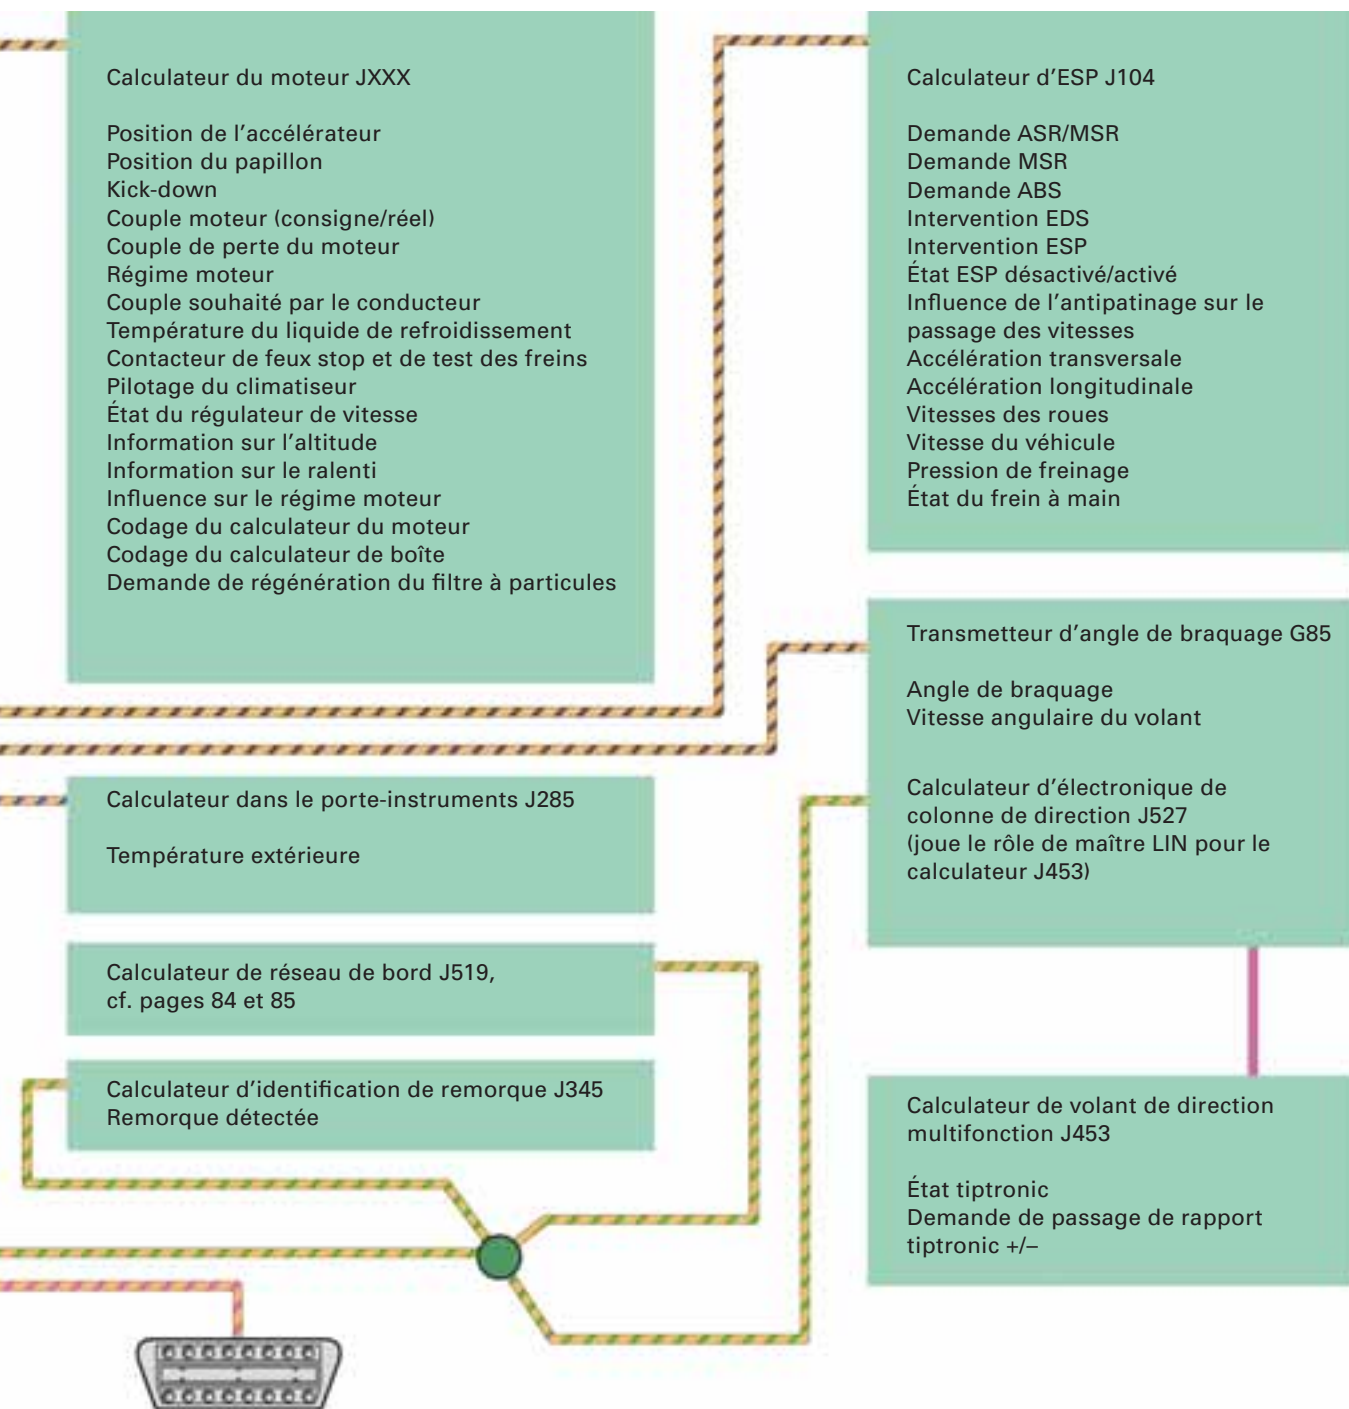 Calculateur du moteur JXXX
Position de l’accélérateur
Position du papillon
Kick-down
Couple moteur (consigne/réel)
Couple de perte du moteur
Régime moteur
Couple souhaité par le conducteur
Température du liquide de refroidissement
Contacteur de feux stop et de test des freins
Pilotage du climatiseur
État du régulateur de vitesse
Information sur l’altitude
Information sur le ralenti
Influence sur le régime moteur
Codage du calculateur du moteur
Codage du calculateur de boîte
Demande de régénération du filtre à particules
Calculateur dans le porte-instruments J285
Température extérieure
Calculateur de réseau de bord J519,
cf. pages 84 et 85
Calculateur d’identification de remorque J345
Remorque détectée
Calculateur d’ESP J104
Demande ASR/MSR
Demande MSR
Demande ABS
Intervention EDS
Intervention ESP
État ESP désactivé/activé
Influence de l’antipatinage sur le
passage des vitesses
Accélération transversale
Accélération longitudinale
Vitesses des roues
Vitesse du véhicule
Pression de freinage
État du frein à main
Transmetteur d’angle de braquage G85
Angle de braquage
Vitesse angulaire du volant
Calculateur d’électronique de
colonne de direction J527
(joue le rôle de maître LIN pour le
calculateur J453)
Calculateur de volant de direction
multifonction J453
État tiptronic
Demande de passage de rapport
tiptronic +/–